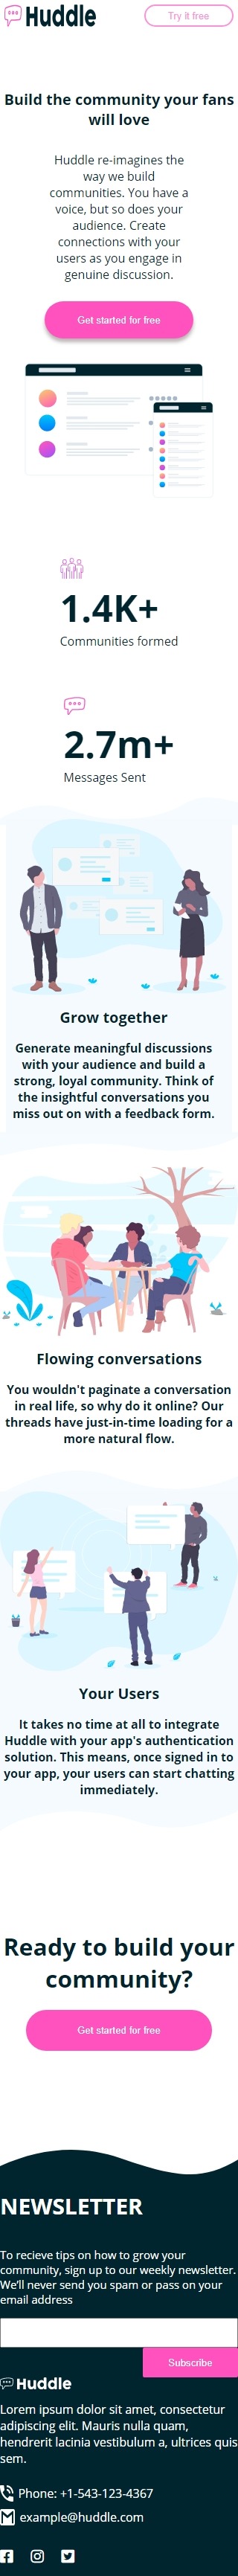 Huddle
Try it free
Build the community your fans
will love
Huddle re-imagines the
way we build
communities. You have a
voice, but so does your
audience. Create
connections with your
users as you engage in
genuine discussion.
Get started for free
1.4K+
Communities formed
2.7m+
Messages Sent
Grow together
Generate meaningful discussions
with your audience and build a
strong, loyal community. Think of
the insightful conversations you
miss out on with a feedback form.
Flowing conversations
You wouldn't paginate a conversation
in real life, so why do it online? Our
threads have just-in-time loading for a
more natural flow.
Your Users
It takes no time at all to integrate
Huddle with your app's authentication
solution. This means, once signed in to
your app, your users can start chatting
immediately.
Ready to build your
community?
Get started for free
NEWSLETTER
To recieve tips on how to grow your
community, sign up to our weekly newsletter.
We'll never send you spam or pass on your
email address
Subscribe
Huddle
Lorem ipsum dolor sit amet, consectetur
adipiscing elit. Mauris nulla quam,
hendrerit lacinia vestibulum a, ultrices quis
sem.
Phone: +1-543-123-4367
example@huddle.com